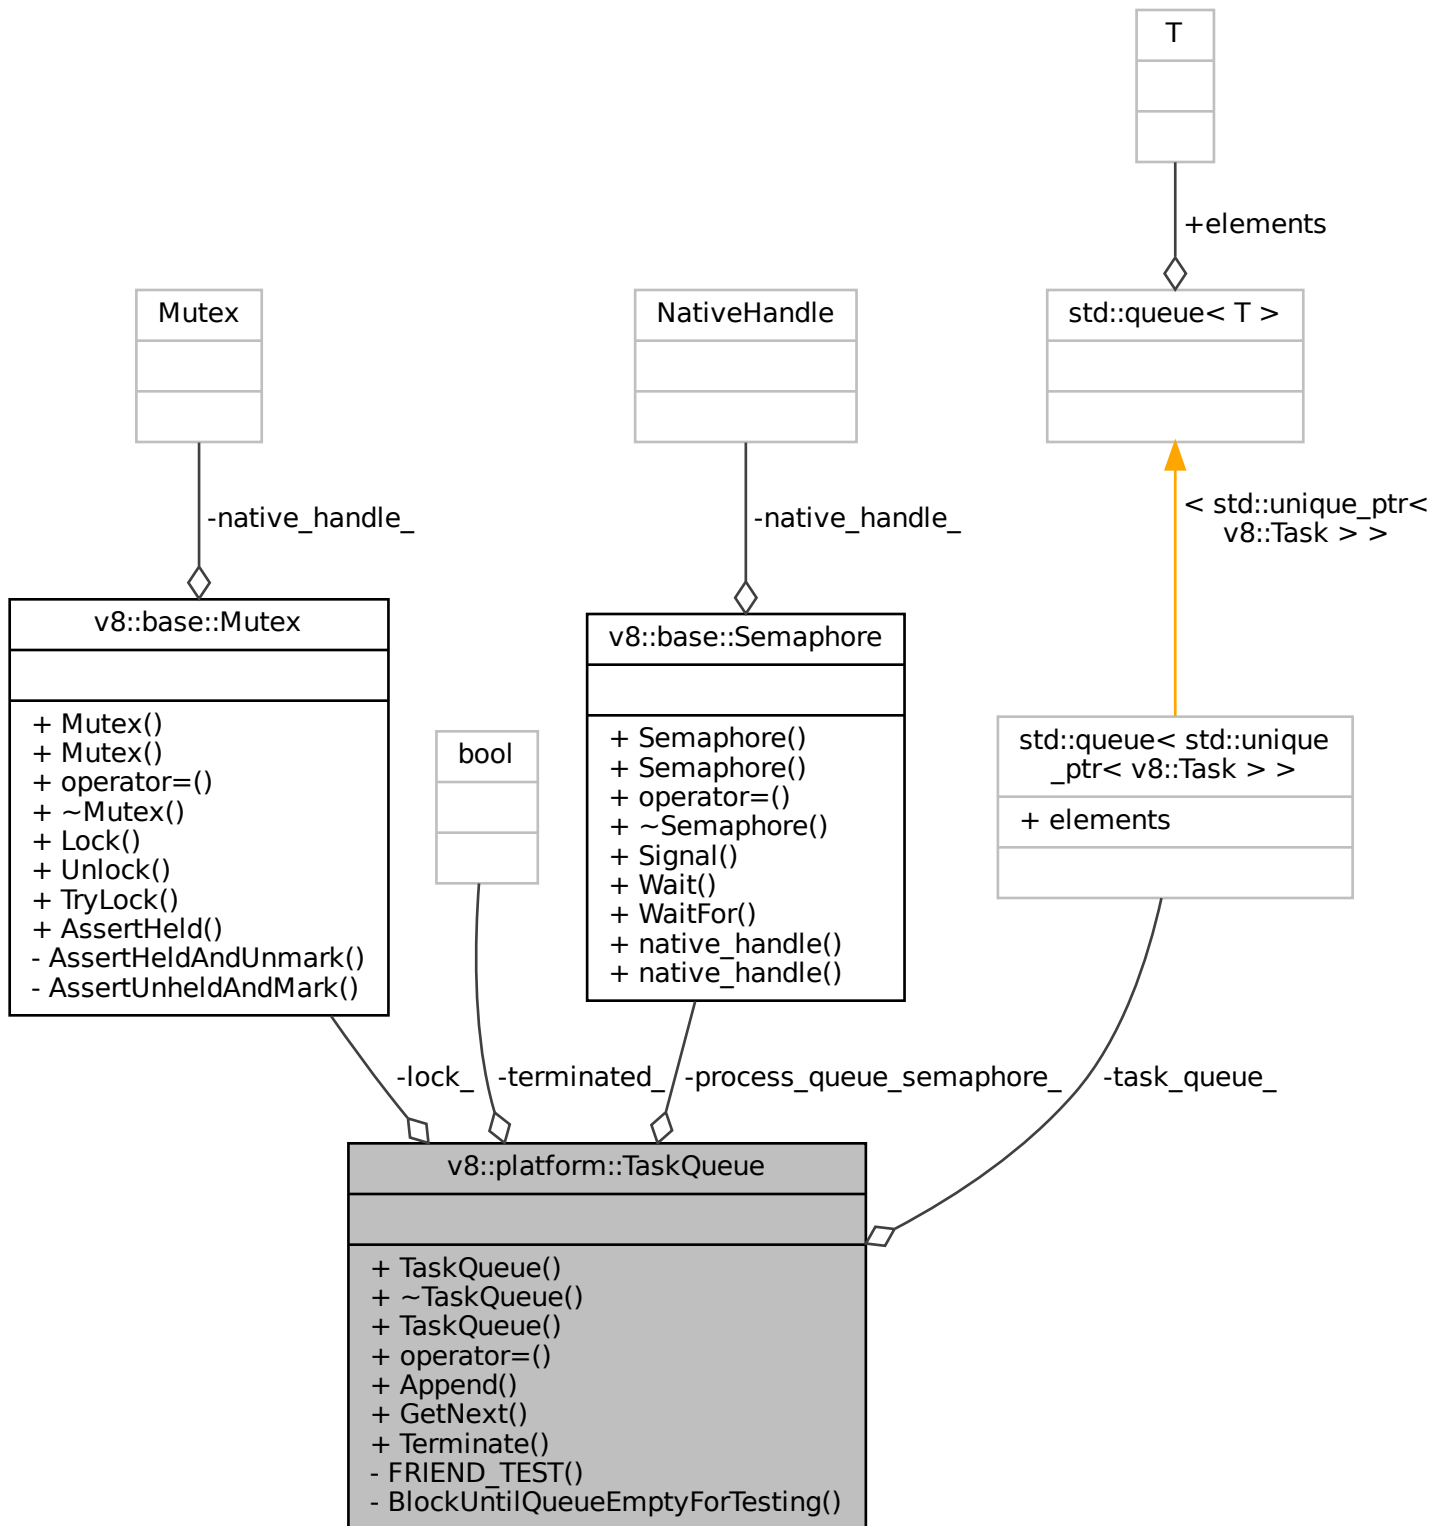 T
+elements
Mutex
NativeHandle
std::queue< T >
-native_handle_
-native_handle_
< std::unique_ptr<
v8::Task > >
v8::base::Mutex
+ Mutex()
+ Mutex()
+ operator=()
+ ~Mutex()
+ Lock()
+ Unlock()
+ TryLock()
+ AssertHeld()
- AssertHeldAndUnmark()
- AssertUnheldAndMark()
bool
v8::base::Semaphore
+ Semaphore()
+ Semaphore()
+ operator=()
+ ~Semaphore()
+ Signal()
+ Wait()
+ WaitFor()
+ native_handle()
+ native_handle()
std::queue< std::unique
_ptr< v8::Task > >
+ elements
-lock_
-terminated_
-process_queue_semaphore_
-task_queue_
v8::platform::TaskQueue
+ TaskQueue()
+ ~TaskQueue()
+ TaskQueue()
+ operator=()
+ Append()
+ GetNext()
+ Terminate()
- FRIEND_TEST()
- BlockUntilQueueEmptyForTesting()